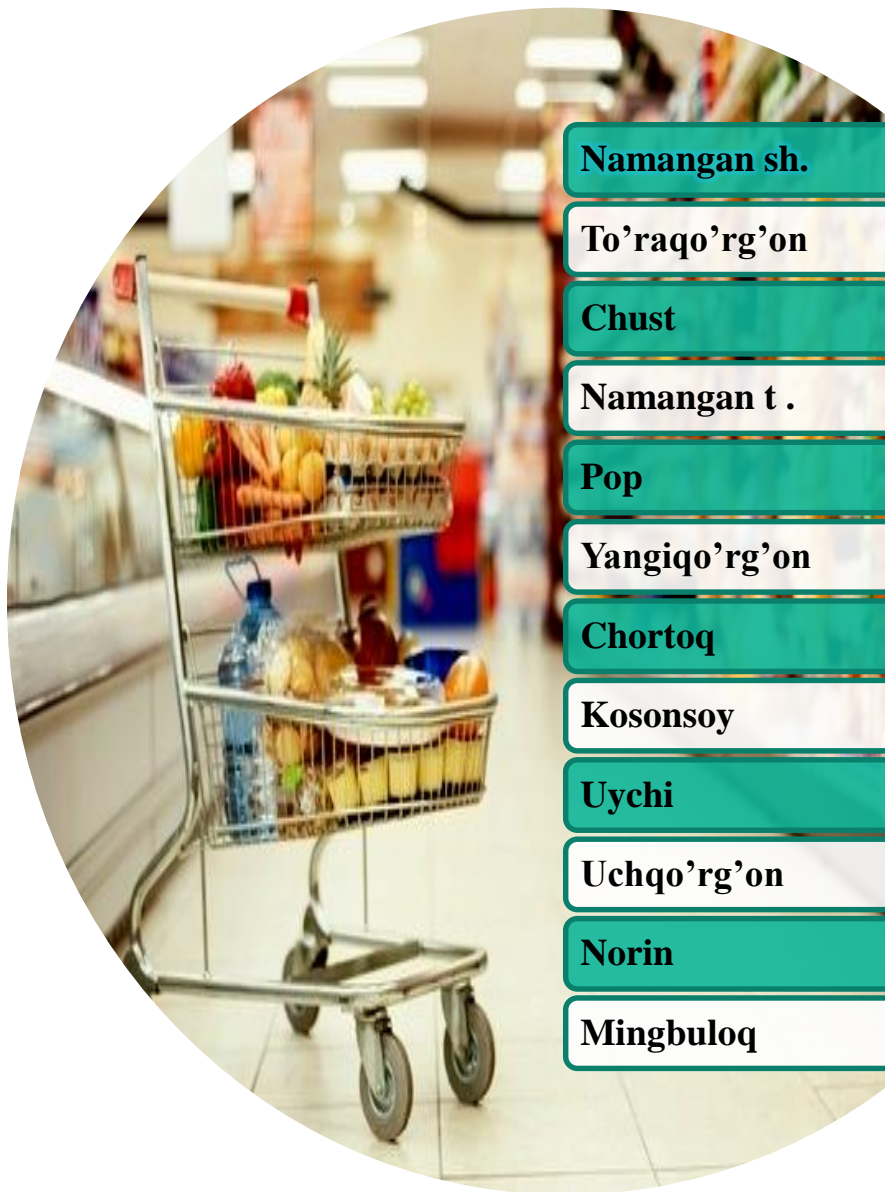 Namangan sh.
To’raqo’rg’on
Chust
Namangan t .
Pop
Yangiqo’rg’on
Chortoq
Kosonsoy
Uychi
Uchqo’rg’on
Norin
Mingbuloq